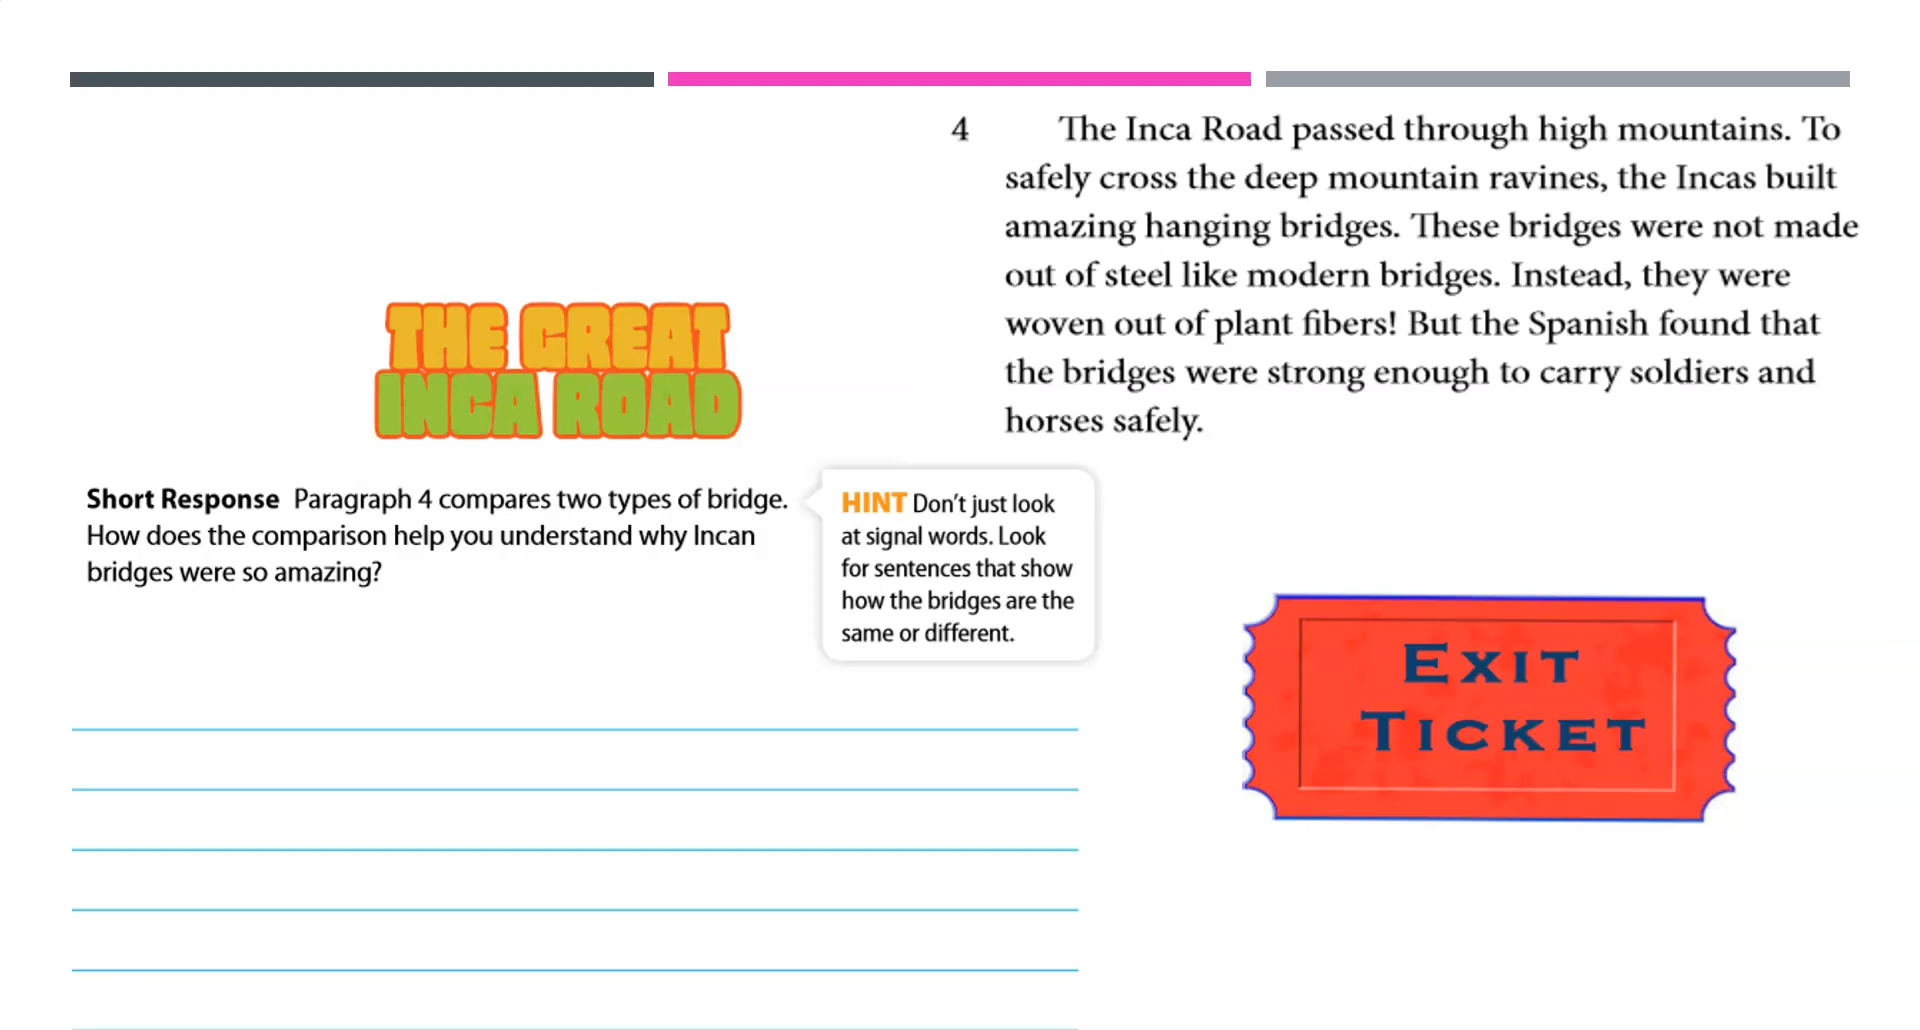 4 The Inca Road passed through high mountains. To
safely cross the deep mountain ravines, the Incas built
amazing hanging bridges. These bridges were not made
out of steel like modern bridges. Instead, they were
woven out of plant fibers! But the Spanish found that
the bridges were strong enough to carry soldiers and
horses safely.
THE GREAT
INCA ROAD
Short Response Paragraph 4 compares two types of bridge.
How does the comparison help you understand why Incan
bridges were so amazing?
HINT Don’t just look
at signal words. Look
for sentences that show
how the bridges are the
same or different.
EXIT
TICKET